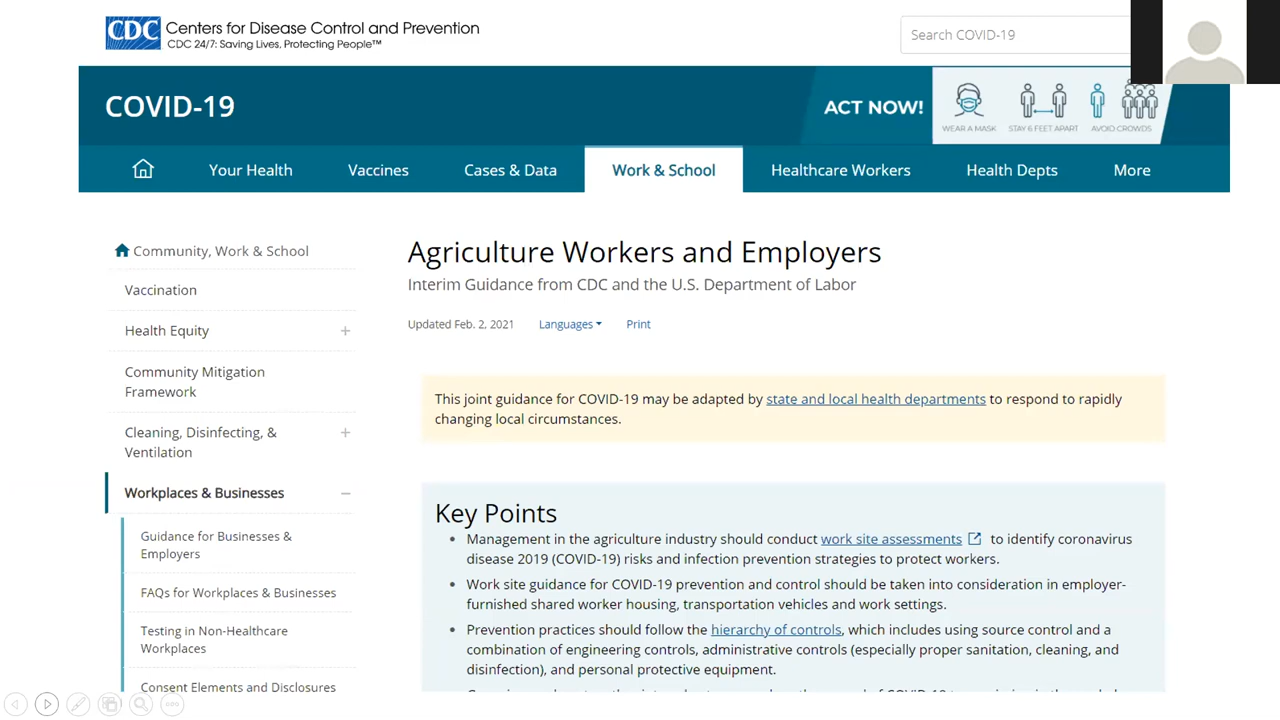 CDC Centers for Disease Control and Prevention
CDC 24/7: Saving Lives, Protecting People™
Search COVID-19
COVID-19
ACT NOW!
WEAR A MASK
STAY 6 FEET APART
AVOID CROWDS
Your Health
Vaccines
Cases & Data
Work & School
Healthcare Workers
Health Depts
More
Community, Work & School
Vaccination
Health Equity +
Community Mitigation
Framework
Cleaning, Disinfecting, & +
Ventilation
Workplaces & Businesses −
Guidance for Businesses &
Employers
FAQs for Workplaces & Businesses
Testing in Non-Healthcare
Workplaces
Consent Elements and Disclosures
Agriculture Workers and Employers
Interim Guidance from CDC and the U.S. Department of Labor
Updated Feb. 2, 2021 Languages Print
This joint guidance for COVID-19 may be adapted by state and local health departments to respond to rapidly
changing local circumstances.
Key Points
• Management in the agriculture industry should conduct work site assessments to identify coronavirus
disease 2019 (COVID-19) risks and infection prevention strategies to protect workers.
• Work site guidance for COVID-19 prevention and control should be taken into consideration in employer-
furnished shared worker housing, transportation vehicles and work settings.
• Prevention practices should follow the hierarchy of controls, which includes using source control and a
combination of engineering controls, administrative controls (especially proper sanitation, cleaning, and
disinfection), and personal protective equipment.